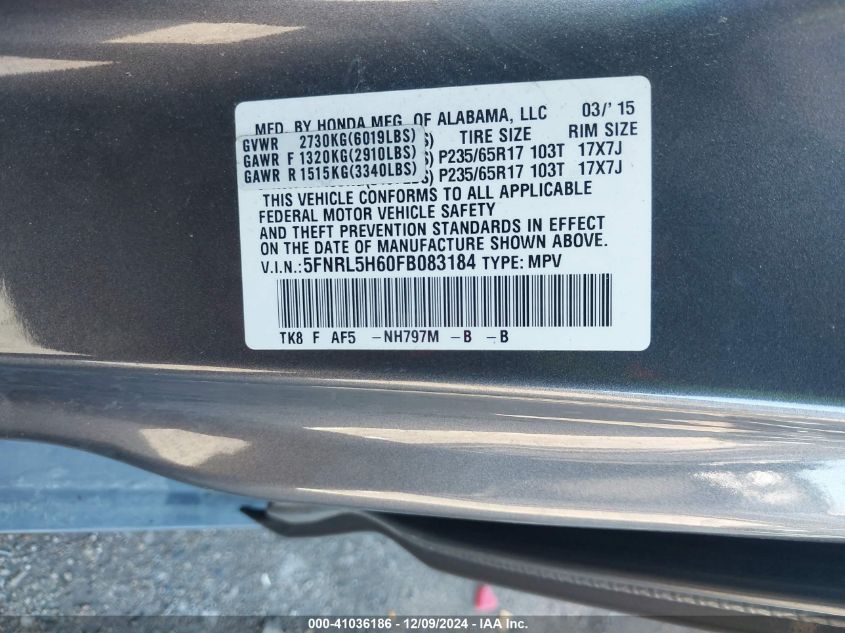 MFD. BY HONDA MFG. OF ALABAMA, LLC 03/'15
GVWR 2730KG(6019LBS) TIRE SIZE RIM SIZE
GAWR F 1320KG(2910LBS) P235/65R17 103T 17X7J
GAWR R 1515KG(3340LBS) P235/65R17 103T 17X7J
THIS VEHICLE CONFORMS TO ALL APPLICABLE
FEDERAL MOTOR VEHICLE SAFETY
AND THEFT PREVENTION STANDARDS IN EFFECT
ON THE DATE OF MANUFACTURE SHOWN ABOVE.
V.I.N.: 5FNRL5H60FB083184 TYPE: MPV
TK8 F AF5 -NH797M -B -B
000-41036186 - 12/09/2024 - IAA, Inc.